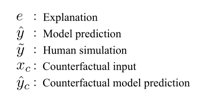 e : Explanation
ŷ : Model prediction
ỹ : Human simulation
x_c : Counterfactual input
ŷ_c : Counterfactual model prediction